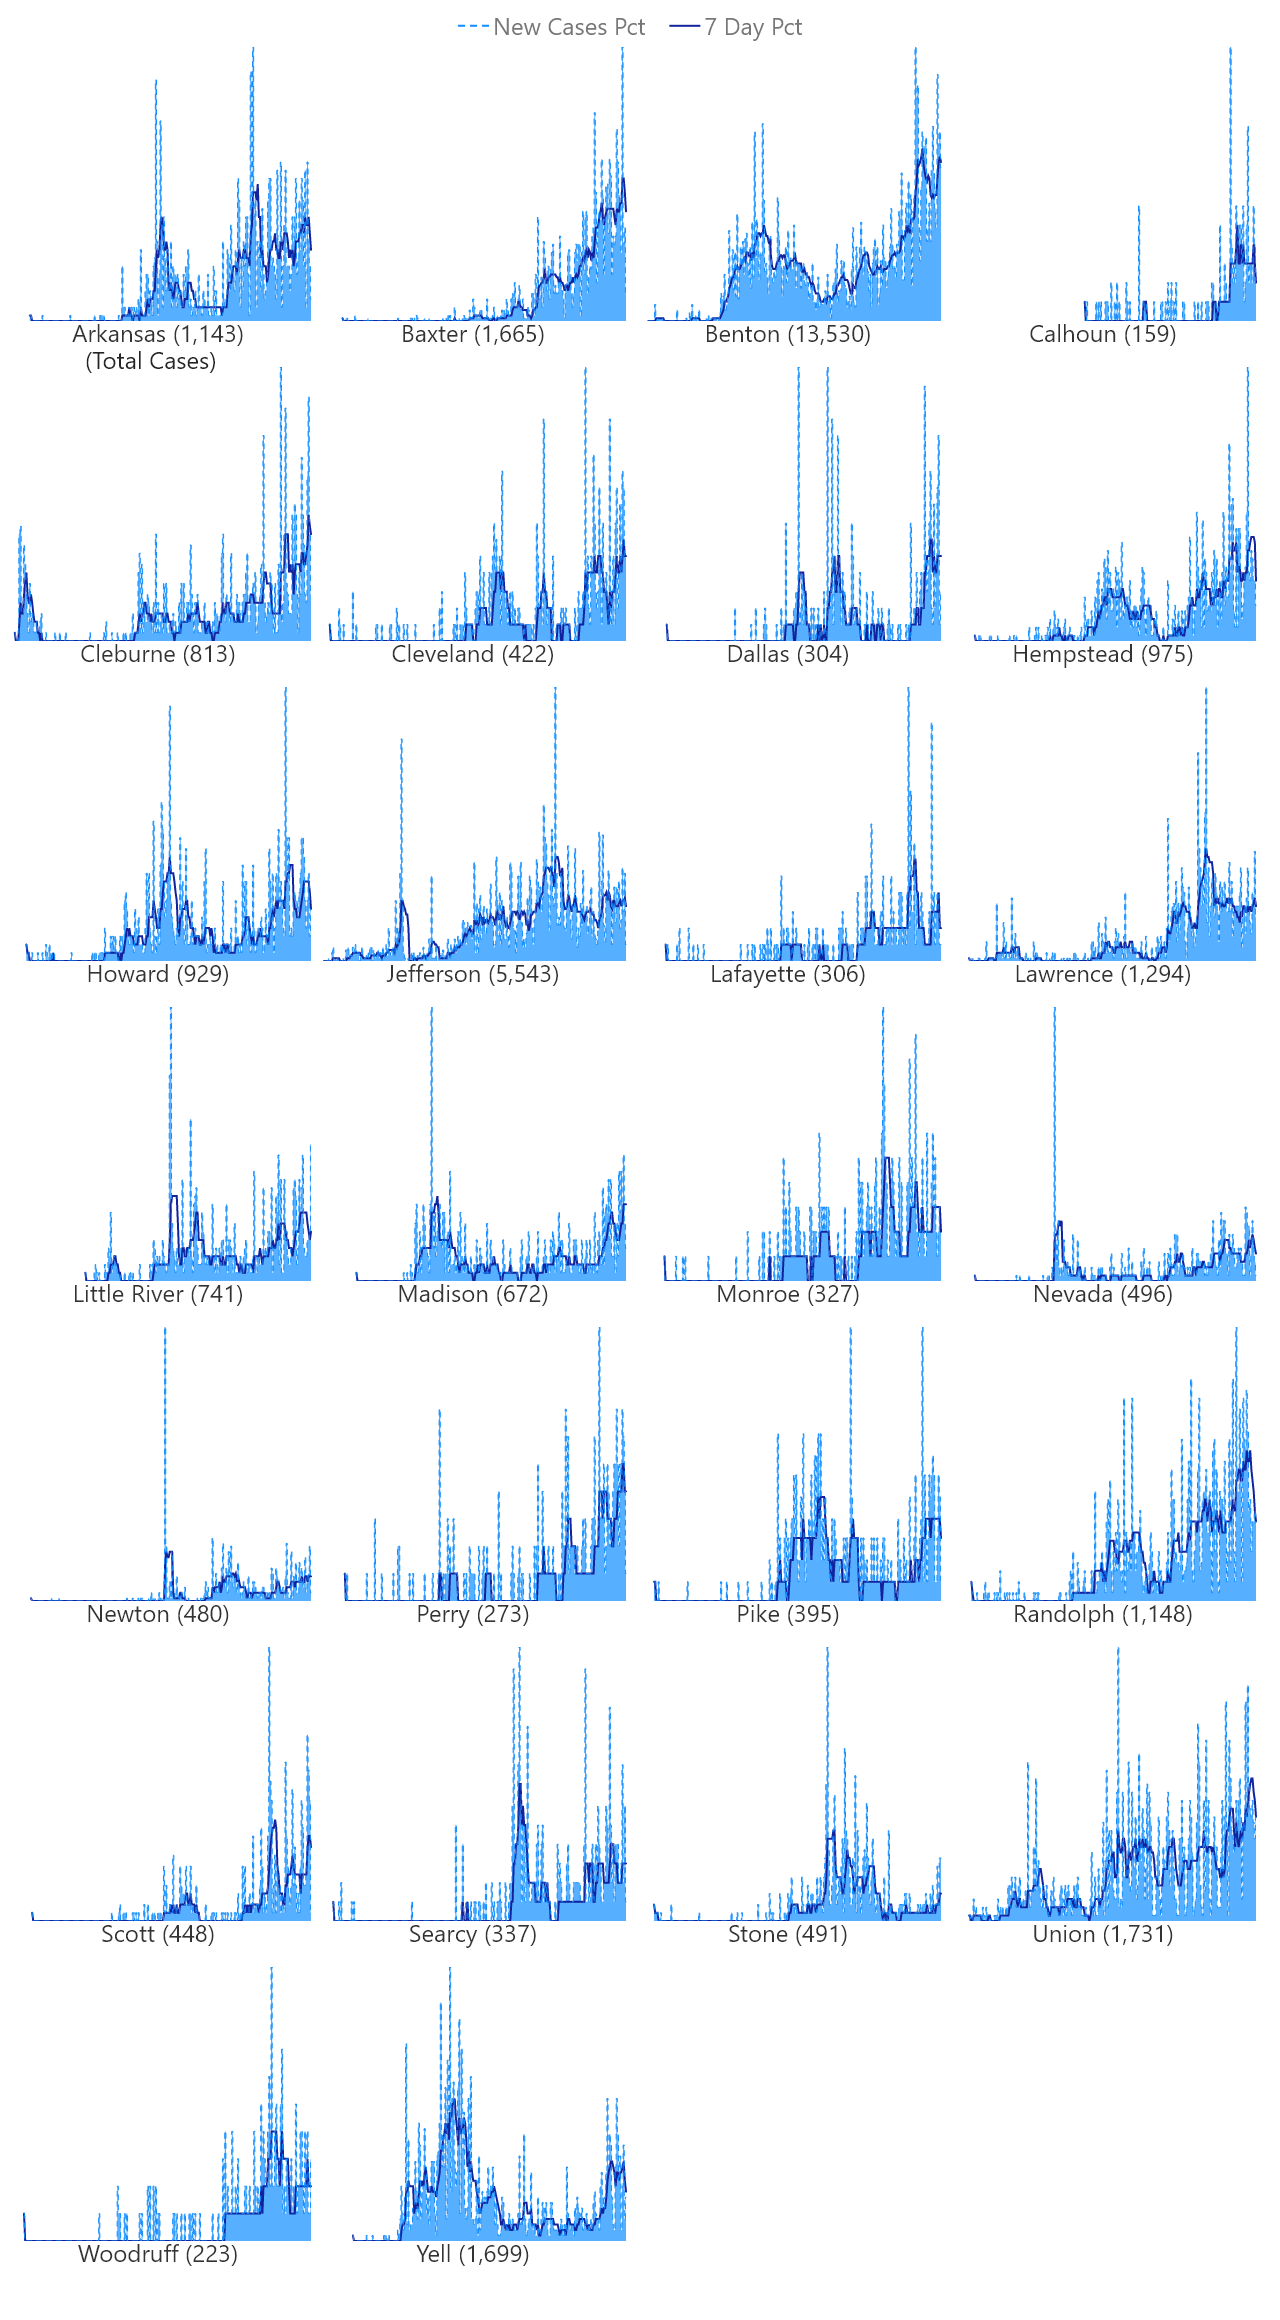 New Cases Pct 7 Day Pct
Arkansas (1,143) Baxter (1,665) Benton (13,530) Calhoun (159)
(Total Cases)
Cleburne (813) Cleveland (422) Dallas (304) Hempstead (975)
Howard (929) Jefferson (5,543) Lafayette (306) Lawrence (1,294)
Little River (741) Madison (672) Monroe (327) Nevada (496)
Newton (480) Perry (273) Pike (395) Randolph (1,148)
Scott (448) Searcy (337) Stone (491) Union (1,731)
Woodruff (223) Yell (1,699)